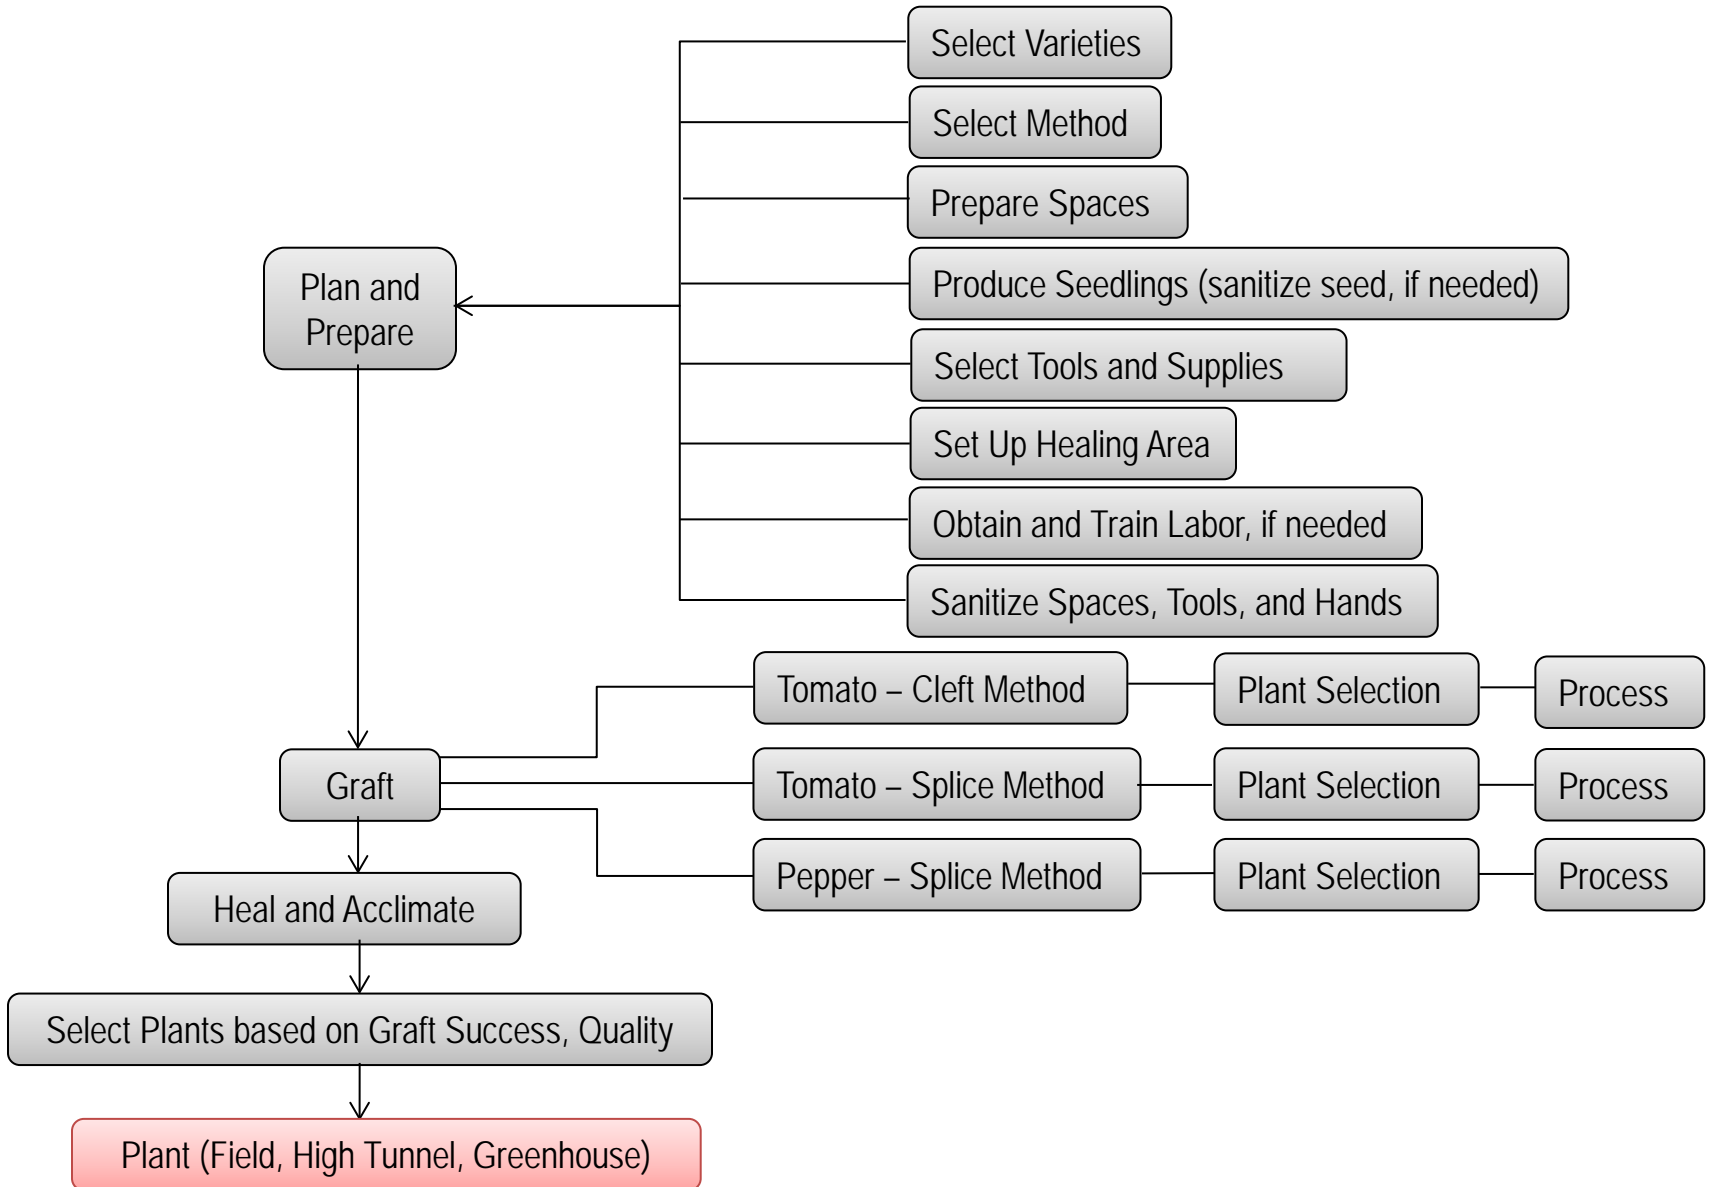 Select Varieties
Select Method
Prepare Spaces
Produce Seedlings (sanitize seed, if needed)
Plan and
Prepare
Select Tools and Supplies
Set Up Healing Area
Obtain and Train Labor, if needed
Sanitize Spaces, Tools, and Hands
Tomato – Cleft Method
Plant Selection
Process
Graft
Tomato – Splice Method
Plant Selection
Process
Pepper – Splice Method
Plant Selection
Process
Heal and Acclimate
Select Plants based on Graft Success, Quality
Plant (Field, High Tunnel, Greenhouse)